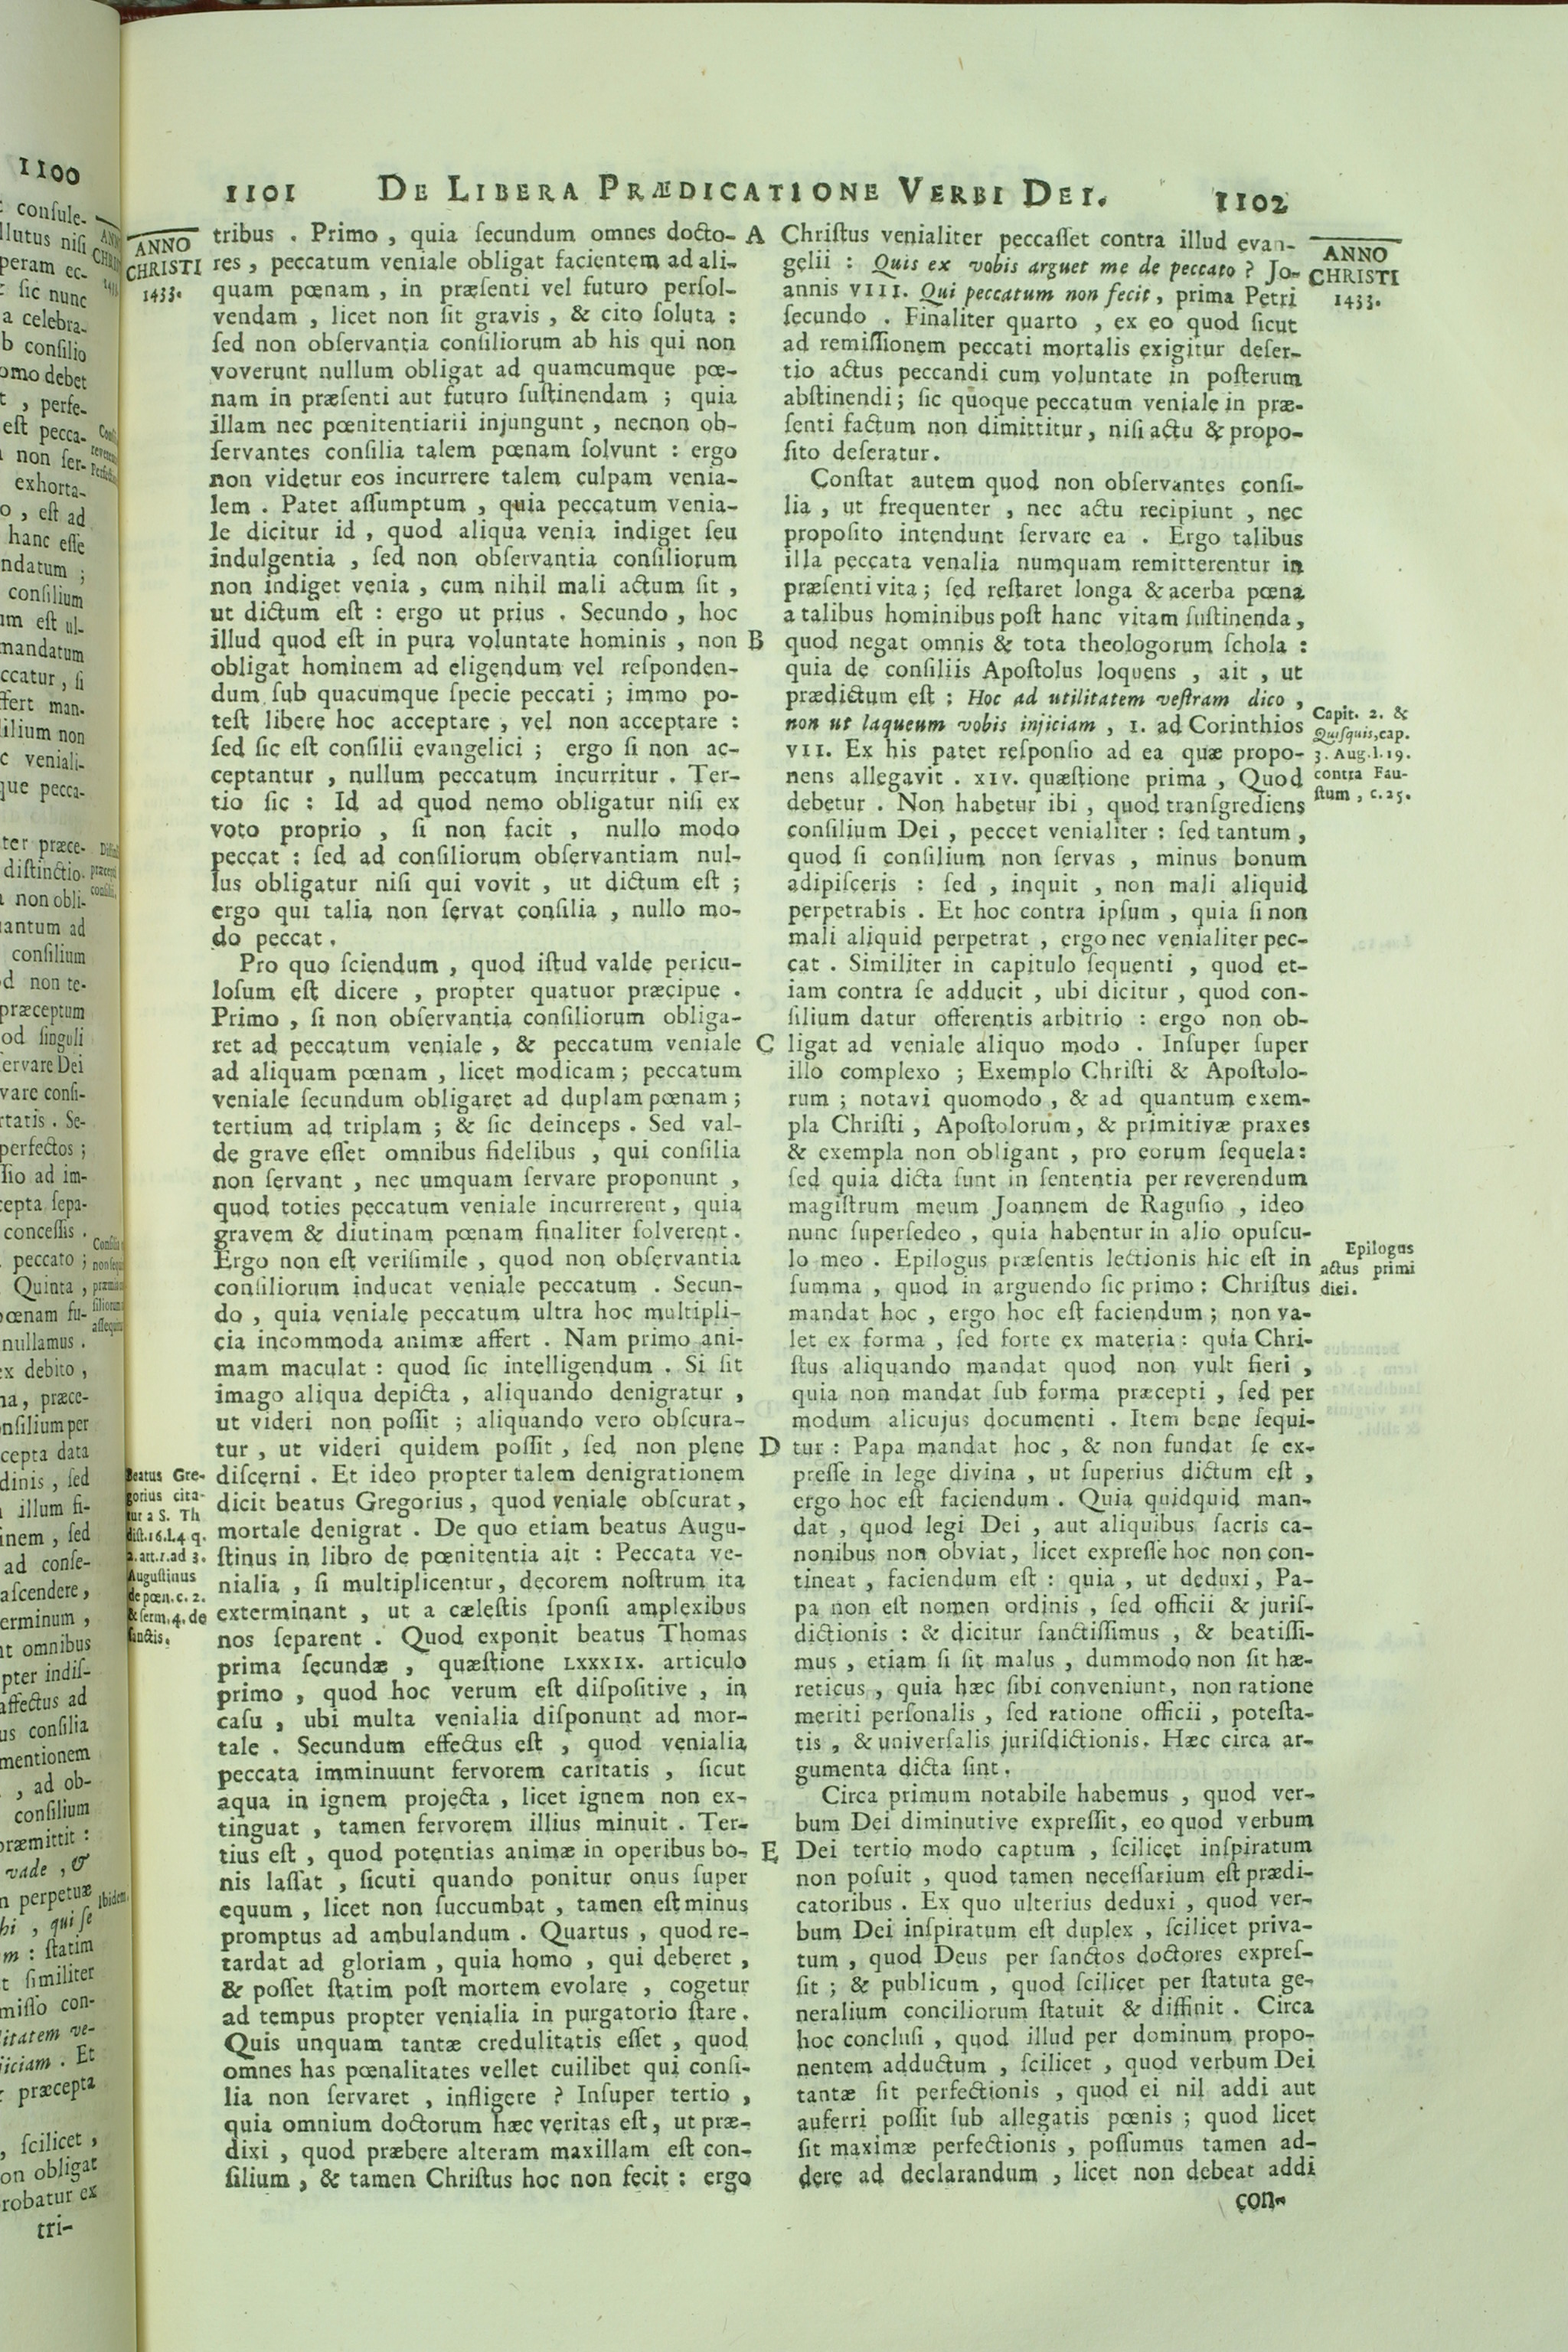 1101 DE LIBERA PRÆDICATIONE VERBI DEI. 1102
ANNO
CHRISTI
1433.
tribus . Primo , quia ſecundum omnes docto-
res , peccatum veniale obligat facientem ad ali-
quam pœnam , in præſenti vel futuro perſol-
vendam , licet non ſit gravis , & cito ſoluta :
ſed non obſervantia conſiliorum ab his qui non
voverunt nullum obligat ad quamcumque pœ-
nam in præſenti aut futuro ſuſtinendam ; quia
illam nec pœnitentiarii injungunt , necnon ob-
ſervantes conſilia talem pœnam ſolvunt : ergo
non videtur eos incurrere talem culpam venia-
lem . Patet aſſumptum , quia peccatum venia-
le dicitur id , quod aliqua venia indiget ſeu
indulgentia , ſed non obſervantia conſiliorum
non indiget venia , cum nihil mali actum ſit ,
ut dictum eſt : ergo ut prius . Secundo , hoc
illud quod eſt in pura voluntate hominis , non
obligat hominem ad eligendum vel reſponden-
dum ſub quacumque ſpecie peccati ; immo po-
teſt libere hoc acceptare , vel non acceptare :
ſed ſic eſt conſilii evangelici ; ergo ſi non ac-
ceptantur , nullum peccatum incurritur . Ter-
tio ſic : Id ad quod nemo obligatur niſi ex
voto proprio , ſi non facit , nullo modo
peccat : ſed ad conſiliorum obſervantiam nul-
lus obligatur niſi qui vovit , ut dictum eſt ;
ergo qui talia non ſervat conſilia , nullo mo-
do peccat .
Pro quo ſciendum , quod iſtud valde pericu-
loſum eſt dicere , propter quatuor præcipue .
Primo , ſi non obſervantia conſiliorum obliga-
ret ad peccatum veniale , & peccatum veniale
ad aliquam pœnam , licet modicam ; peccatum
veniale ſecundum obligaret ad duplam pœnam ;
tertium ad triplam ; & ſic deinceps . Sed val-
de grave eſſet omnibus fidelibus , qui conſilia
non ſervant , nec umquam ſervare proponunt ,
quod toties peccatum veniale incurrerent , quia
gravem & diutinam pœnam finaliter ſolverent .
Ergo non eſt veriſimile , quod non obſervantia
conſiliorum inducat veniale peccatum . Secun-
do , quia veniale peccatum ultra hoc multipli-
cia incommoda animæ affert . Nam primo ani-
mam maculat : quod ſic intelligendum . Si ſit
imago aliqua depicta , aliquando denigratur ,
ut videri non poſſit ; aliquando vero obſcura-
tur , ut videri quidem poſſit , ſed non plene
diſcerni . Et ideo propter talem denigrationem
dicit beatus Gregorius , quod veniale obſcurat ,
mortale denigrat . De quo etiam beatus Augu-
ſtinus in libro de pœnitentia ait : Peccata ve-
nialia , ſi multiplicentur , decorem noſtrum ita
exterminant , ut a cæleſtis ſponſi amplexibus
nos ſeparent . Quod exponit beatus Thomas
prima ſecundæ , quæſtione LXXXIX. articulo
primo , quod hoc verum eſt diſpoſitive , in
caſu , ubi multa venialia diſponunt ad mor-
tale . Secundum effectus eſt , quod venialia
peccata imminuunt fervorem caritatis , ſicut
aqua in ignem projecta , licet ignem non ex-
tinguat , tamen fervorem illius minuit . Ter-
tius eſt , quod potentias animæ in operibus bo-
nis laſſat , ſicuti quando ponitur onus ſuper
equum , licet non ſuccumbat , tamen eſt minus
promptus ad ambulandum . Quartus , quod re-
tardat ad gloriam , quia homo , qui deberet ,
& poſſet ſtatim poſt mortem evolare , cogetur
ad tempus propter venialia in purgatorio ſtare .
Quis unquam tantæ credulitatis eſſet , quod
omnes has pœnalitates vellet cuilibet qui conſi-
lia non ſervaret , infligere ? Inſuper tertio ,
quia omnium doctorum hæc veritas eſt , ut præ-
dixi , quod præbere alteram maxillam eſt con-
ſilium , & tamen Chriſtus hoc non fecit : ergo
Beatus Gre-
gorius cita-
tur a S. Th
diſt.16.l.4 q.
2. art.1.ad 3.
Auguſtinus
de pœn. c. 2.
& ſerm.4. de
ſanctis.
A
B
C
D
E
Chriſtus venialiter peccaſſet contra illud evan-
gelii : Quis ex vobis arguet me de peccato ? Jo-
annis VIII. Qui peccatum non fecit , prima Petri
ſecundo . Finaliter quarto , ex eo quod ſicut
ad remiſſionem peccati mortalis exigitur deſer-
tio actus peccandi cum voluntate in poſterum
abſtinendi ; ſic quoque peccatum veniale in præ-
ſenti factum non dimittitur , niſi actu & propo-
ſito deſeratur .
Conſtat autem quod non obſervantes conſi-
lia , ut frequenter , nec actu recipiunt , nec
propoſito intendunt ſervare ea . Ergo talibus
illa peccata venalia numquam remitterentur in
præſenti vita ; ſed reſtaret longa & acerba pœna
a talibus hominibus poſt hanc vitam ſuſtinenda ,
quod negat omnis & tota theologorum ſchola :
quia de conſiliis Apoſtolus loquens , ait , ut
prædictum eſt ; Hoc ad utilitatem veſtram dico ,
non ut laqueum vobis injiciam , 1. ad Corinthios
VII. Ex his patet reſponſio ad ea quæ propo-
nens allegavit . XIV. quæſtione prima , Quod
debetur . Non habetur ibi , quod tranſgrediens
conſilium Dei , peccet venialiter : ſed tantum ,
quod ſi conſilium non ſervas , minus bonum
adipiſceris : ſed , inquit , non mali aliquid
perpetrabis . Et hoc contra ipſum , quia ſi non
mali aliquid perpetrat , ergo nec venialiter pec-
cat . Similiter in capitulo ſequenti , quod et-
iam contra ſe adducit , ubi dicitur , quod con-
ſilium datur offerentis arbitrio : ergo non ob-
ligat ad veniale aliquo modo . Inſuper ſuper
illo complexo ; Exemplo Chriſti & Apoſtolo-
rum ; notavi quomodo , & ad quantum exem-
pla Chriſti , Apoſtolorum , & primitivæ praxes
& exempla non obligant , pro eorum ſequela :
ſed quia dicta ſunt in ſententia per reverendum
magiſtrum meum Joannem de Raguſio , ideo
nunc ſuperſedeo , quia habentur in alio opuſcu-
lo meo . Epilogus præſentis lectionis hic eſt in
ſumma , quod in arguendo ſic primo : Chriſtus
mandat hoc , ergo hoc eſt faciendum ; non va-
let ex forma , ſed forte ex materia : quia Chri-
ſtus aliquando mandat quod non vult fieri ,
quia non mandat ſub forma præcepti , ſed per
modum alicujus documenti . Item bene ſequi-
tur : Papa mandat hoc , & non fundat ſe ex-
preſſe in lege divina , ut ſuperius dictum eſt ,
ergo hoc eſt faciendum . Quia quidquid man-
dat , quod legi Dei , aut aliquibus ſacris ca-
nonibus non obviat , licet expreſſe hoc non con-
tineat , faciendum eſt : quia , ut deduxi , Pa-
pa non eſt nomen ordinis , ſed officii & juriſ-
dictionis : & dicitur ſanctiſſimus , & beatiſſi-
mus , etiam ſi ſit malus , dummodo non ſit hæ-
reticus , quia hæc ſibi conveniunt , non ratione
meriti perſonalis , ſed ratione officii , poteſta-
tis , & univerſalis juriſdictionis . Hæc circa ar-
gumenta dicta ſint .
Circa primum notabile habemus , quod ver-
bum Dei diminutive expreſſit , eo quod verbum
Dei tertio modo captum , ſcilicet inſpiratum
non poſuit , quod tamen neceſſarium eſt prædi-
catoribus . Ex quo ulterius deduxi , quod ver-
bum Dei inſpiratum eſt duplex , ſcilicet priva-
tum , quod Deus per ſanctos doctores expreſ-
ſit ; & publicum , quod ſcilicet per ſtatuta ge-
neralium conciliorum ſtatuit & diffinit . Circa
hoc concluſi , quod illud per dominum propo-
nentem adductum , ſcilicet , quod verbum Dei
tantæ ſit perfectionis , quod ei nil addi aut
auferri poſſit ſub allegatis pœnis ; quod licet
ſit maximæ perfectionis , poſſumus tamen ad-
dere ad declarandum , licet non debeat addi
con-
ANNO
CHRISTI
1433.
Capit. 2. &
Quiſquis, cap.
3. Aug. l. 19.
contra Fau-
ſtum , c. 25.
Epilogus
actus primi
diei.
1100